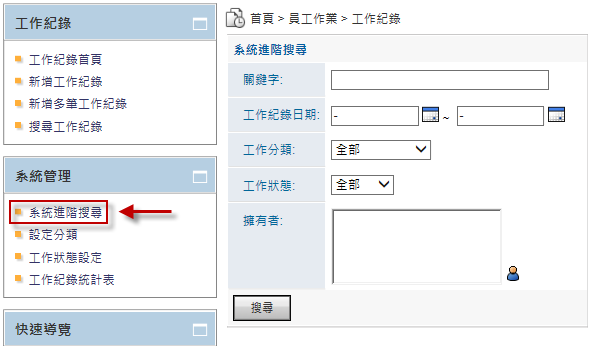 工作紀錄
工作紀錄首頁
新增工作紀錄
新增多筆工作紀錄
搜尋工作紀錄
系統管理
系統進階搜尋
設定分類
工作狀態設定
工作紀錄統計表
快速導覽
首頁 > 員工作業 > 工作紀錄
系統進階搜尋
關鍵字:
工作紀錄日期: - ~ -
工作分類: 全部
工作狀態: 全部
擁有者:
搜尋